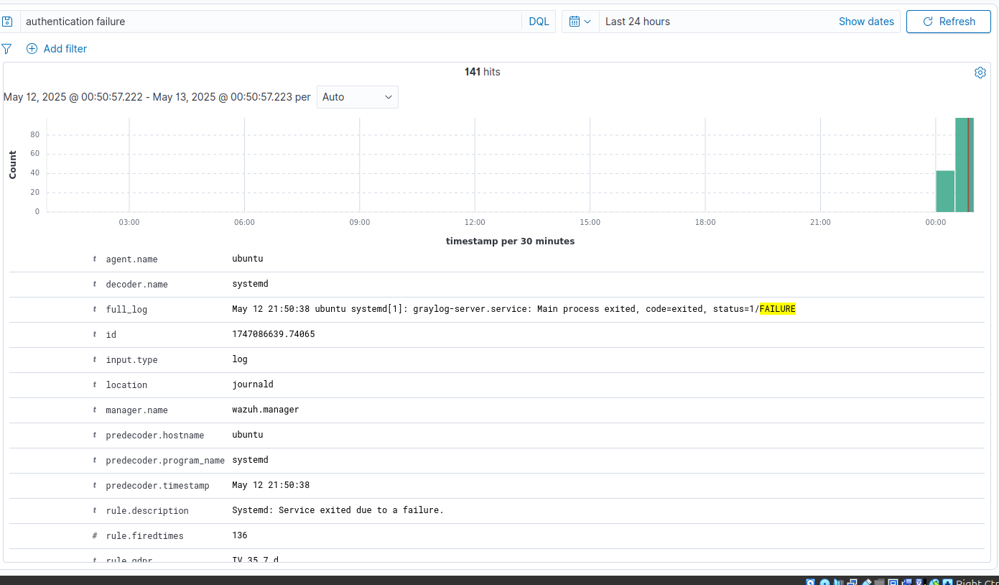 authentication failure DQL Last 24 hours Show dates Refresh
Add filter
141 hits
May 12, 2025 @ 00:50:57.222 - May 13, 2025 @ 00:50:57.223 per Auto
Count
80
60
40
20
0
03:00 06:00 09:00 12:00 15:00 18:00 21:00 00:00
timestamp per 30 minutes
t agent.name ubuntu
t decoder.name systemd
t full_log May 12 21:50:38 ubuntu systemd[1]: graylog-server.service: Main process exited, code=exited, status=1/FAILURE
t id 1747086639.74065
t input.type log
t location journald
t manager.name wazuh.manager
t predecoder.hostname ubuntu
t predecoder.program_name systemd
t predecoder.timestamp May 12 21:50:38
t rule.description Systemd: Service exited due to a failure.
# rule.firedtimes 136
t rule.gdpr IV_35.7.d
Right Ctr